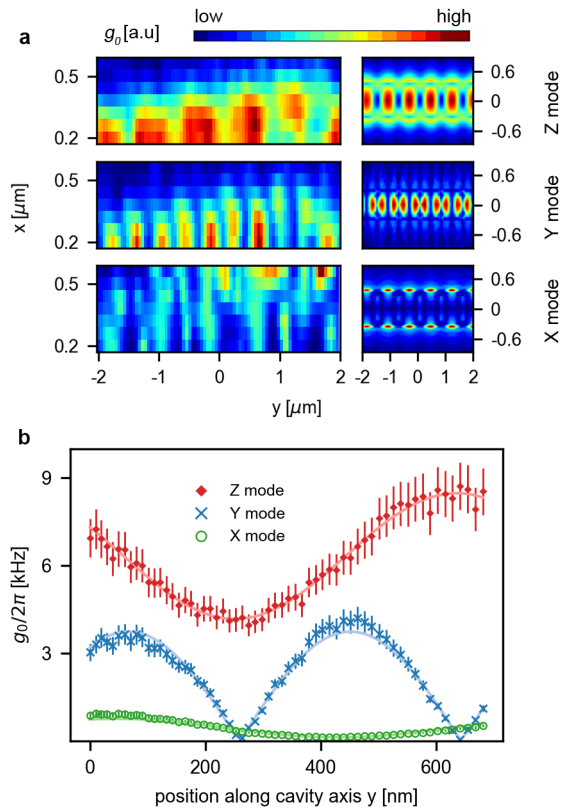 low high
a g₀ [a.u]
0.5
0.2
0.6
0
-0.6
Z mode
x [μm]
0.5
0.2
0.6
0
-0.6
Y mode
0.5
0.2
0.6
0
-0.6
X mode
-2 -1 0 1 2 -2 -1 0 1 2
y [μm]
b
9
6
3
g₀/2π [kHz]
Z mode
Y mode
X mode
0 200 400 600
position along cavity axis y [nm]